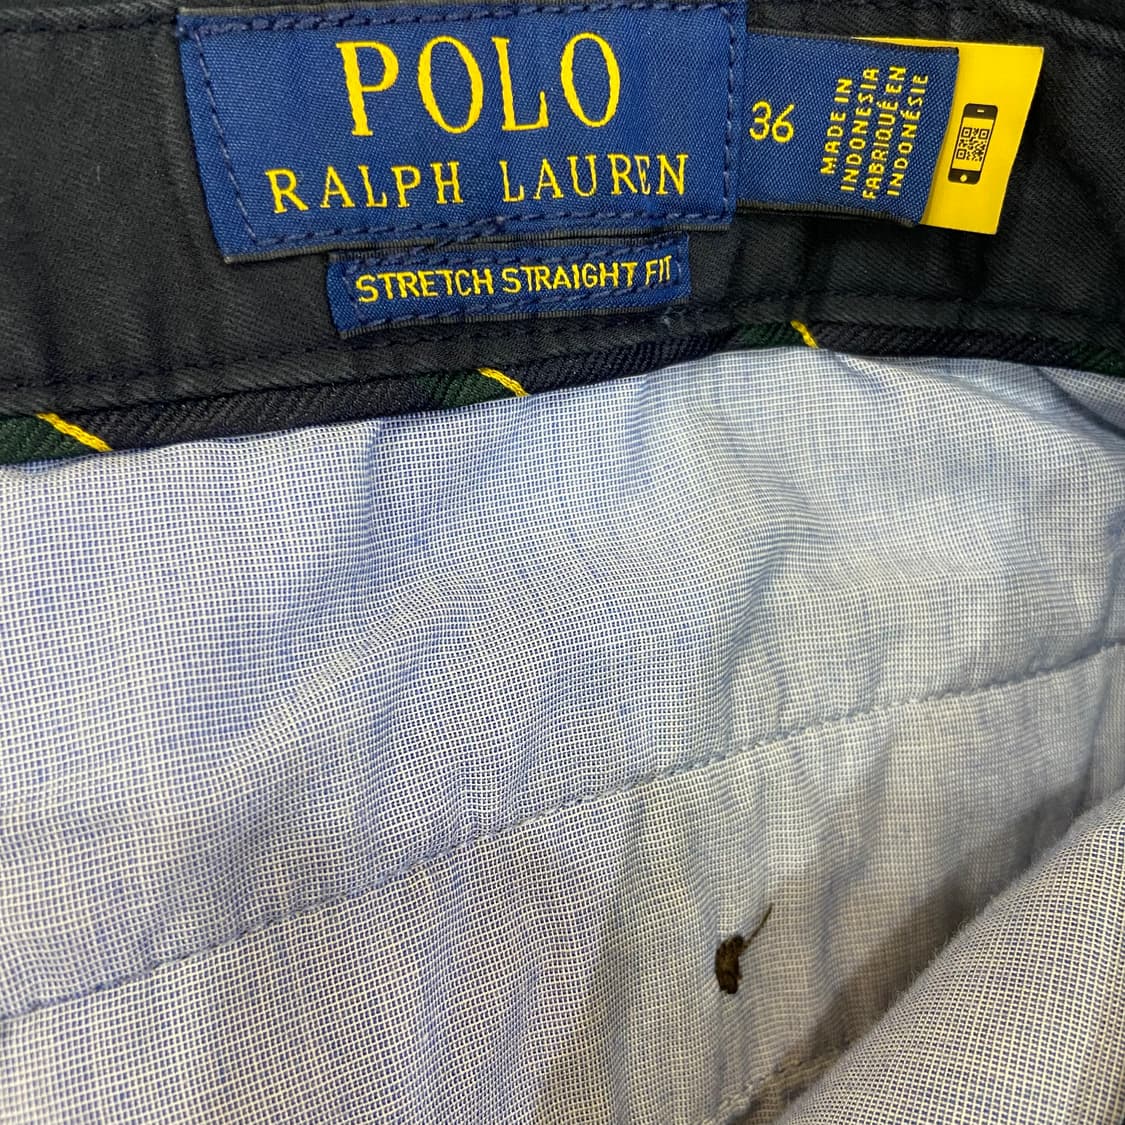 POLO
RALPH LAUREN
STRETCH STRAIGHT FIT
36
MADE IN
INDONESIA
FABRIQUÉ EN
INDONÉSIE